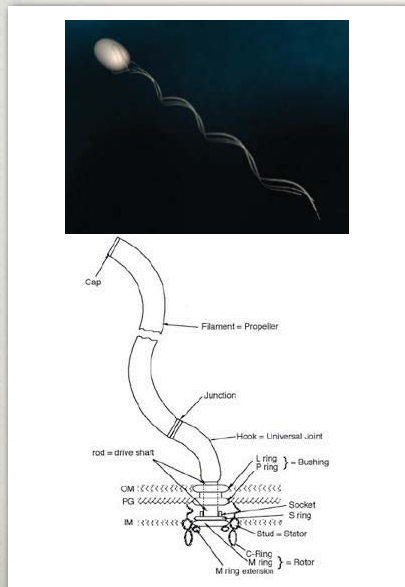 Cap
Filament = Propeller
Junction
Hook = Universal Joint
rod = drive shaft
L ring
P ring } = Bushing
OM
PG
Socket
S ring
IM
Stud = Stator
C-Ring
M ring } = Rotor
M ring extension